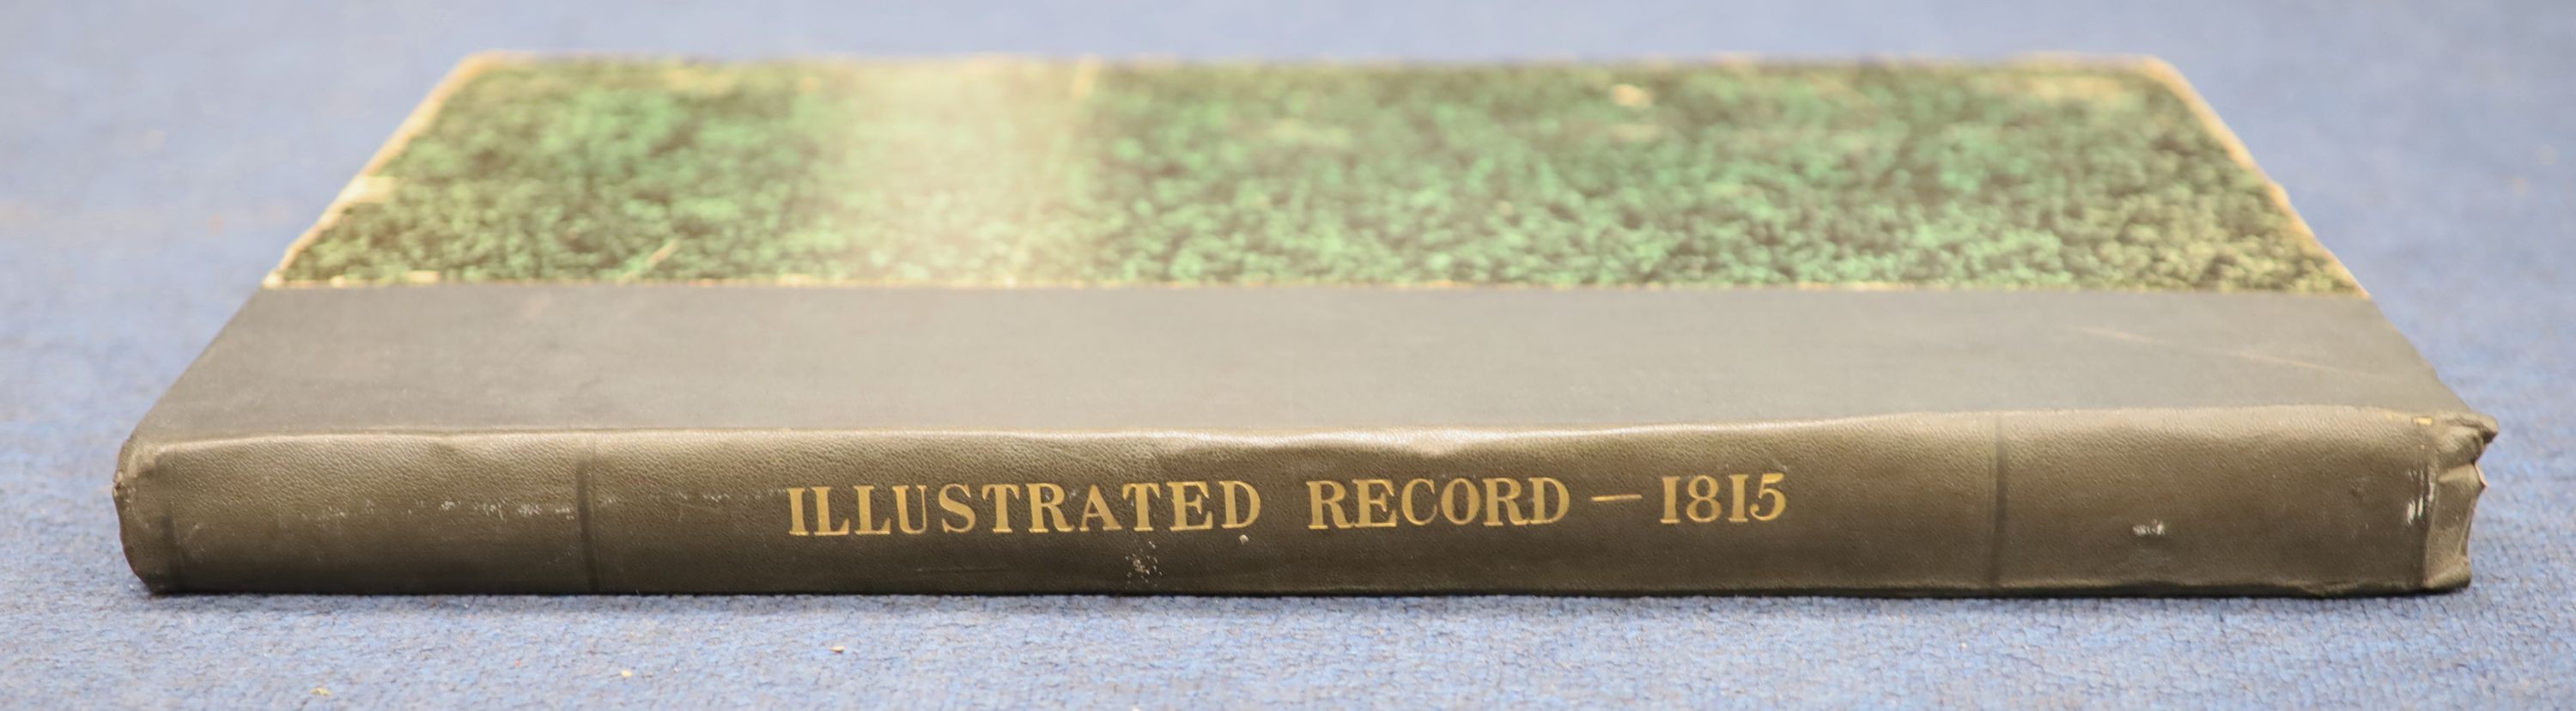 ILLUSTRATED RECORD — 1815